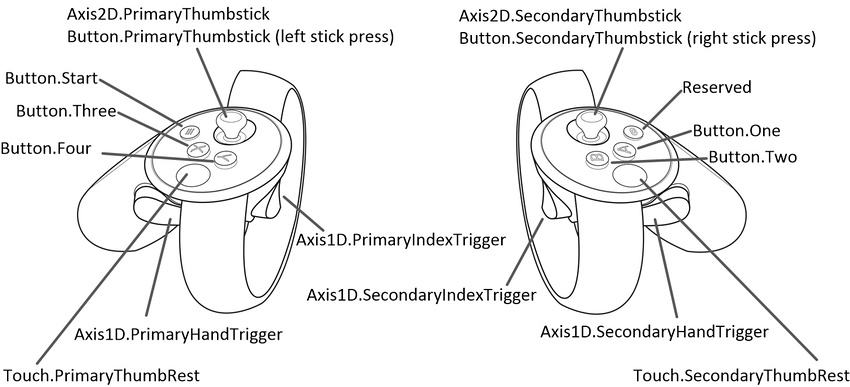 Axis2D.PrimaryThumbstick
Button.PrimaryThumbstick (left stick press)
Button.Start
Button.Three
Button.Four
Axis1D.PrimaryIndexTrigger
Axis1D.PrimaryHandTrigger
Touch.PrimaryThumbRest
Axis2D.SecondaryThumbstick
Button.SecondaryThumbstick (right stick press)
Reserved
Button.One
Button.Two
Axis1D.SecondaryIndexTrigger
Axis1D.SecondaryHandTrigger
Touch.SecondaryThumbRest
X
Y
A
B